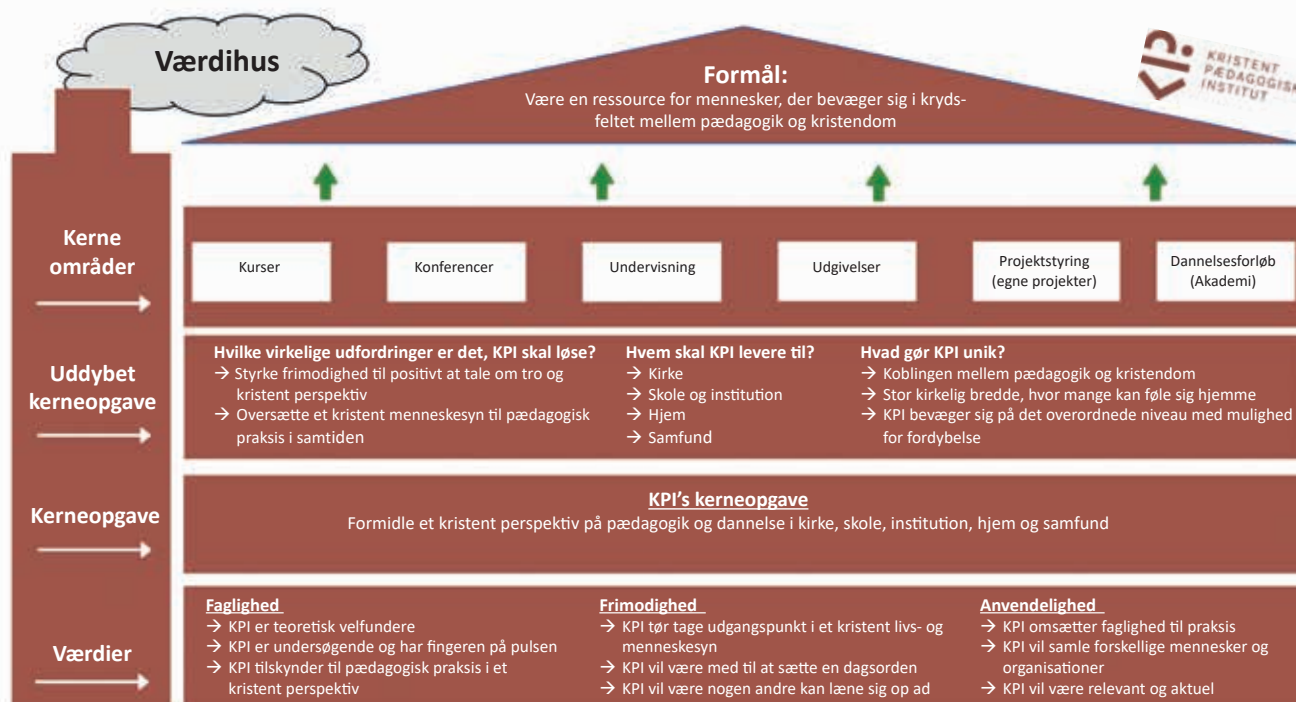 Værdihus
Formål:
Være en ressource for mennesker, der bevæger sig i kryds-
feltet mellem pædagogik og kristendom
KRISTENT
PÆDAGOGISK
INSTITUT
Kerne
områder
Kurser
Konferencer
Undervisning
Udgivelser
Projektstyring
(egne projekter)
Dannelsesforløb
(Akademi)
Uddybet
kerneopgave
Hvilke virkelige udfordringer er det, KPI skal løse?
→ Styrke frimodighed til positivt at tale om tro og
kristent perspektiv
→ Oversætte et kristent menneskesyn til pædagogisk
praksis i samtiden
Hvem skal KPI levere til?
→ Kirke
→ Skole og institution
→ Hjem
→ Samfund
Hvad gør KPI unik?
→ Koblingen mellem pædagogik og kristendom
→ Stor kirkelig bredde, hvor mange kan føle sig hjemme
→ KPI bevæger sig på det overordnede niveau med mulighed
for fordybelse
Kerneopgave
KPI's kerneopgave
Formidle et kristent perspektiv på pædagogik og dannelse i kirke, skole, institution, hjem og samfund
Værdier
Faglighed
→ KPI er teoretisk velfundere
→ KPI er undersøgende og har fingeren på pulsen
→ KPI tilskynder til pædagogisk praksis i et
kristent perspektiv
Frimodighed
→ KPI tør tage udgangspunkt i et kristent livs- og
menneskesyn
→ KPI vil være med til at sætte en dagsorden
→ KPI vil være nogen andre kan læne sig op ad
Anvendelighed
→ KPI omsætter faglighed til praksis
→ KPI vil samle forskellige mennesker og
organisationer
→ KPI vil være relevant og aktuel